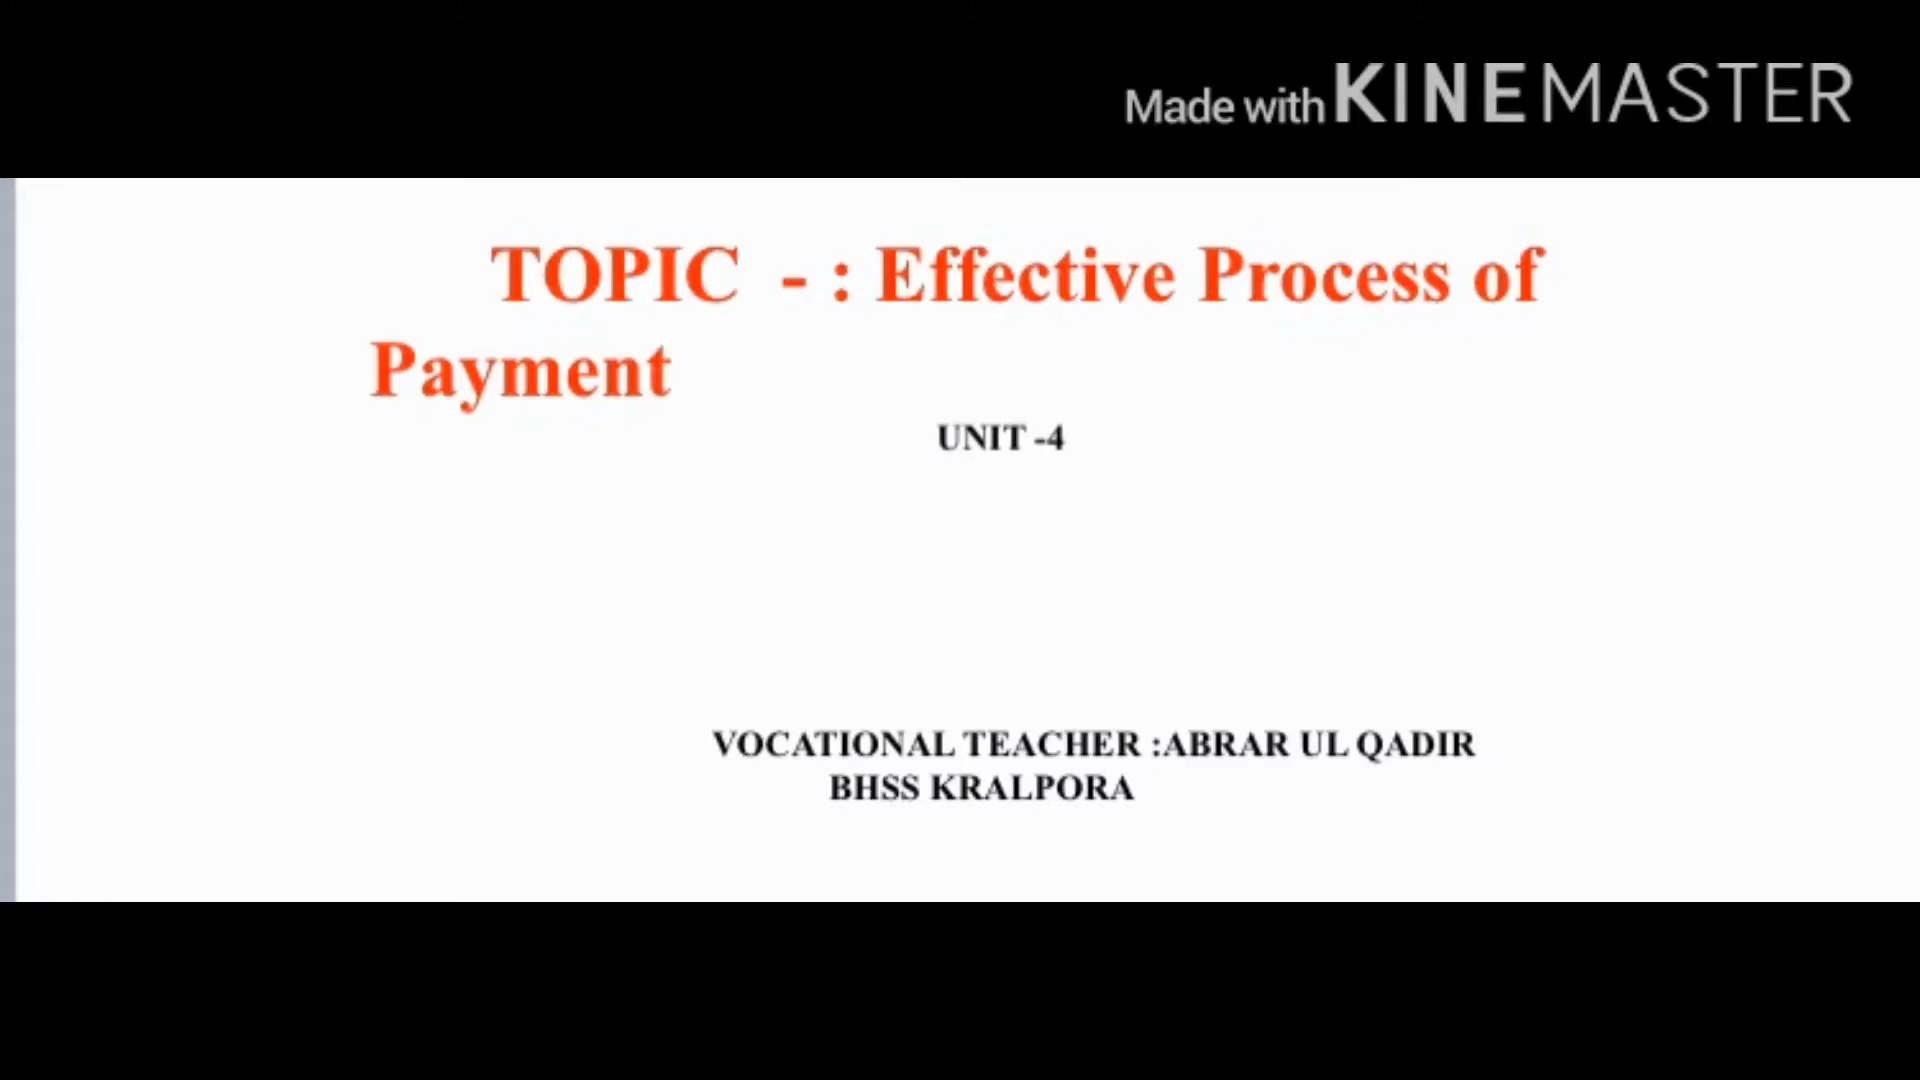 Made with KINEMASTER
TOPIC - : Effective Process of
Payment
UNIT -4
VOCATIONAL TEACHER :ABRAR UL QADIR
BHSS KRALPORA